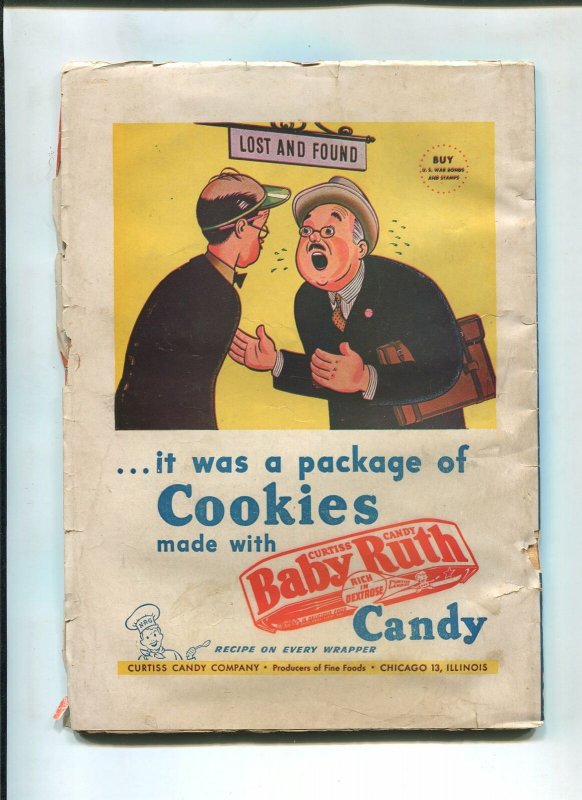 LOST AND FOUND
BUY
U.S. WAR BONDS
AND STAMPS
...it was a package of
Cookies
made with
CURTISS CANDY
Baby Ruth
RICH
IN
DEXTROSE
Candy
RECIPE ON EVERY WRAPPER
CURTISS CANDY COMPANY • Producers of Fine Foods • CHICAGO 13, ILLINOIS